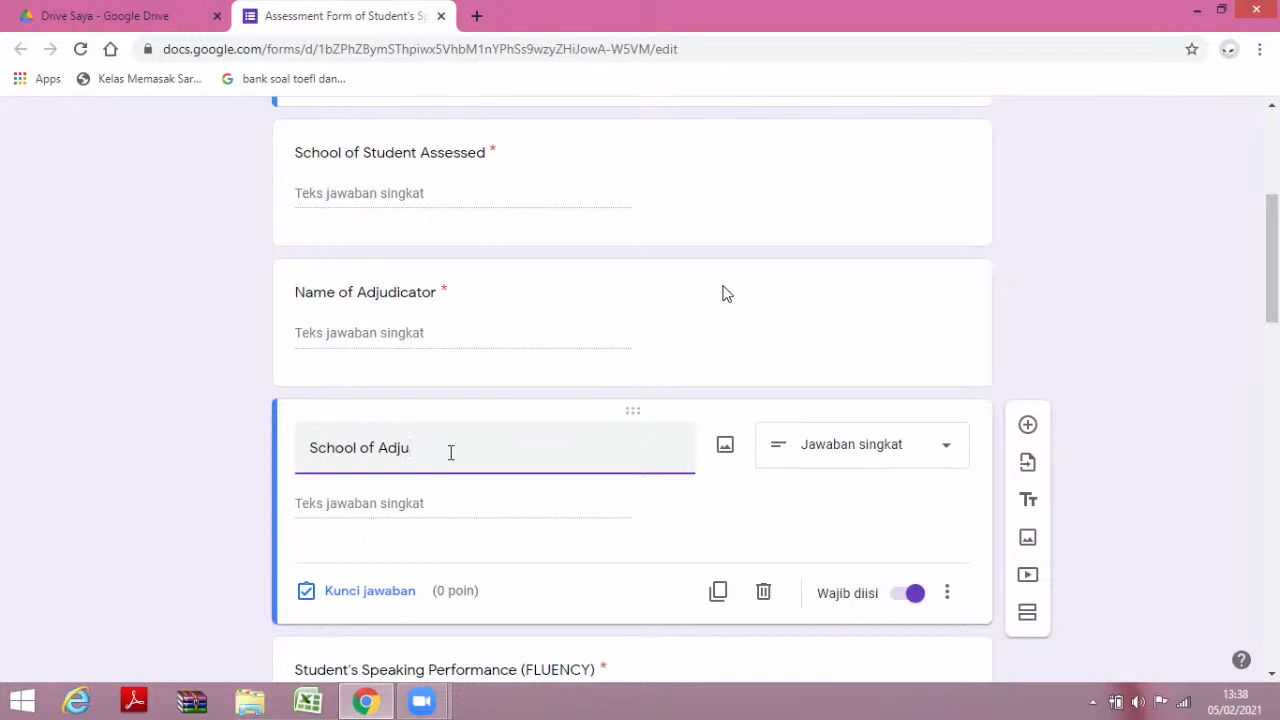 Drive Saya - Google Drive
Assessment Form of Student's Sp
docs.google.com/forms/d/1bZPhZBymSThpiwx5VhbM1nYPhSs9wzyZHiJowA-W5VM/edit
Apps
Kelas Memasak Sar...
bank soal toefl dan...
School of Student Assessed *
Teks jawaban singkat
Name of Adjudicator *
Teks jawaban singkat
School of Adju
Jawaban singkat
Teks jawaban singkat
Kunci jawaban (0 poin)
Wajib diisi
Student's Speaking Performance (FLUENCY) *
13:38
05/02/2021